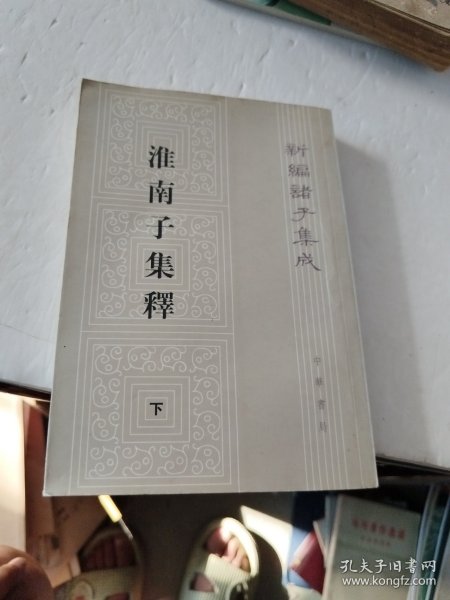 新編諸子集成
淮南子集釋
下
中華書局
孔夫子旧书网
www.kongfz.com